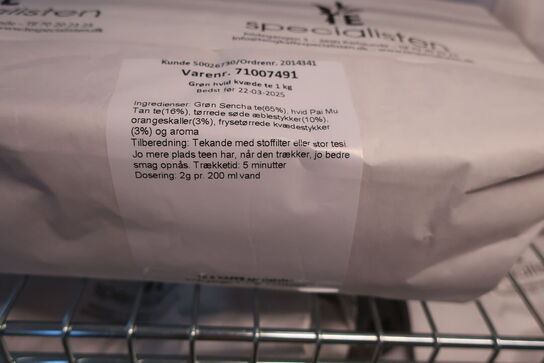 specialisten
Kunde 50026730/Ordrenr. 2014341
Varenr. 71007491
Grøn hvid kvæde te 1 kg
Bedst før 22-03-2025
Ingredienser: Grøn Sencha te(65%), hvid Pai Mu
Tan te(16%), tørrede søde æblestykker(10%),
orangeskaller(3%), frysetørrede kvædestykker
(3%) og aroma
Tilberedning: Tekande med stoffilter eller stor tesi.
Jo mere plads teen har, når den trækker, jo bedre
smag opnås. Trækketid: 5 minutter
Dosering: 2g pr. 200 ml vand